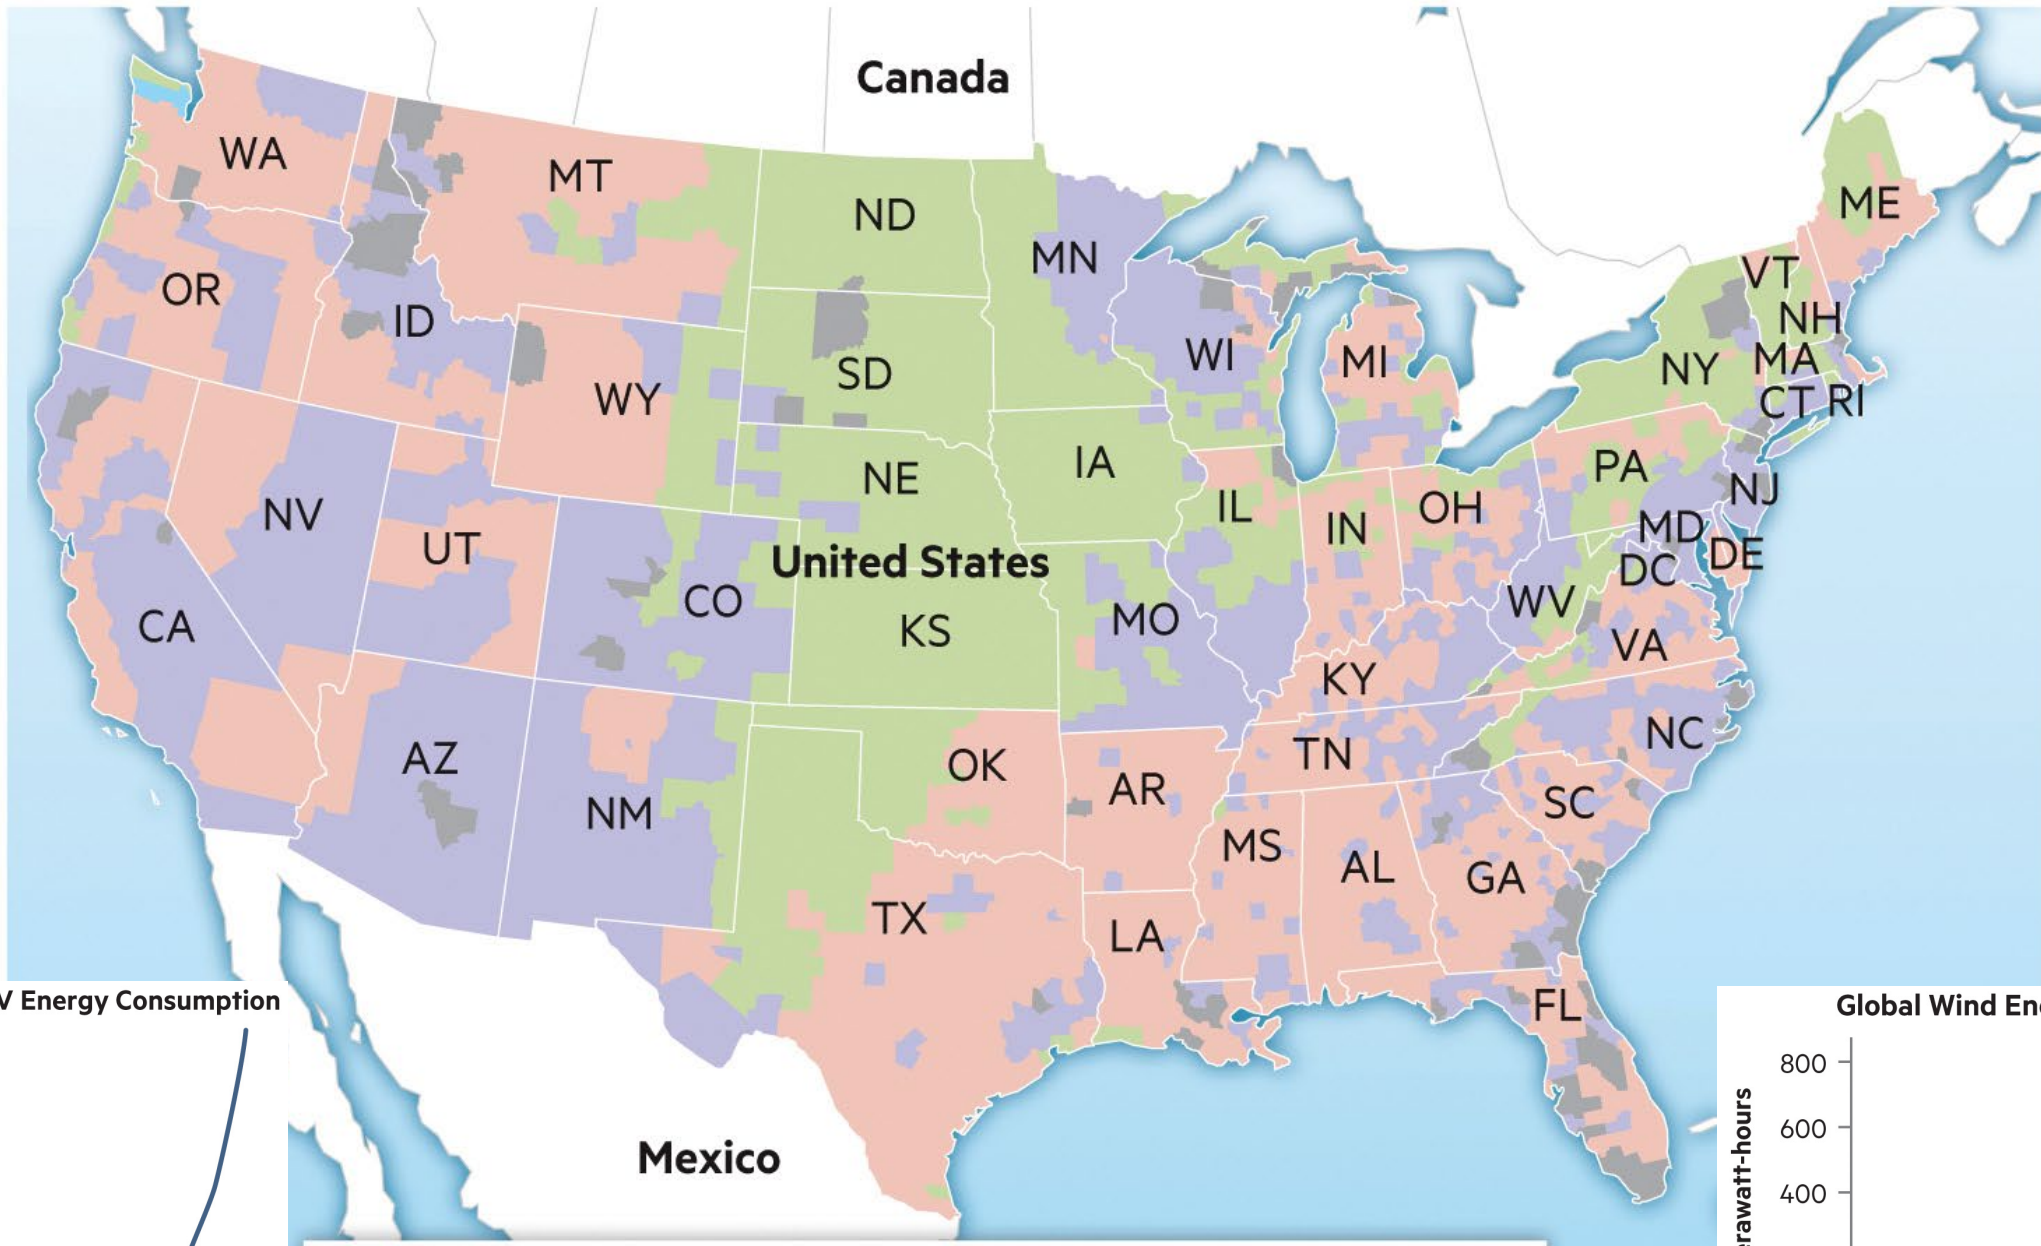 Canada
WA
MT
ND
MN
ME
VT
OR
ID
NH
WI
MI
SD
NY
MA
WY
CT
RI
NE
IA
PA
IL
OH
NJ
NV
IN
UT
MD
DE
United States
DC
CO
WV
CA
KS
MO
VA
KY
NC
AZ
OK
TN
NM
AR
SC
MS
AL
GA
TX
LA
V Energy Consumption
FL
Global Wind
800
600
400
erawatt-hours
Mexico